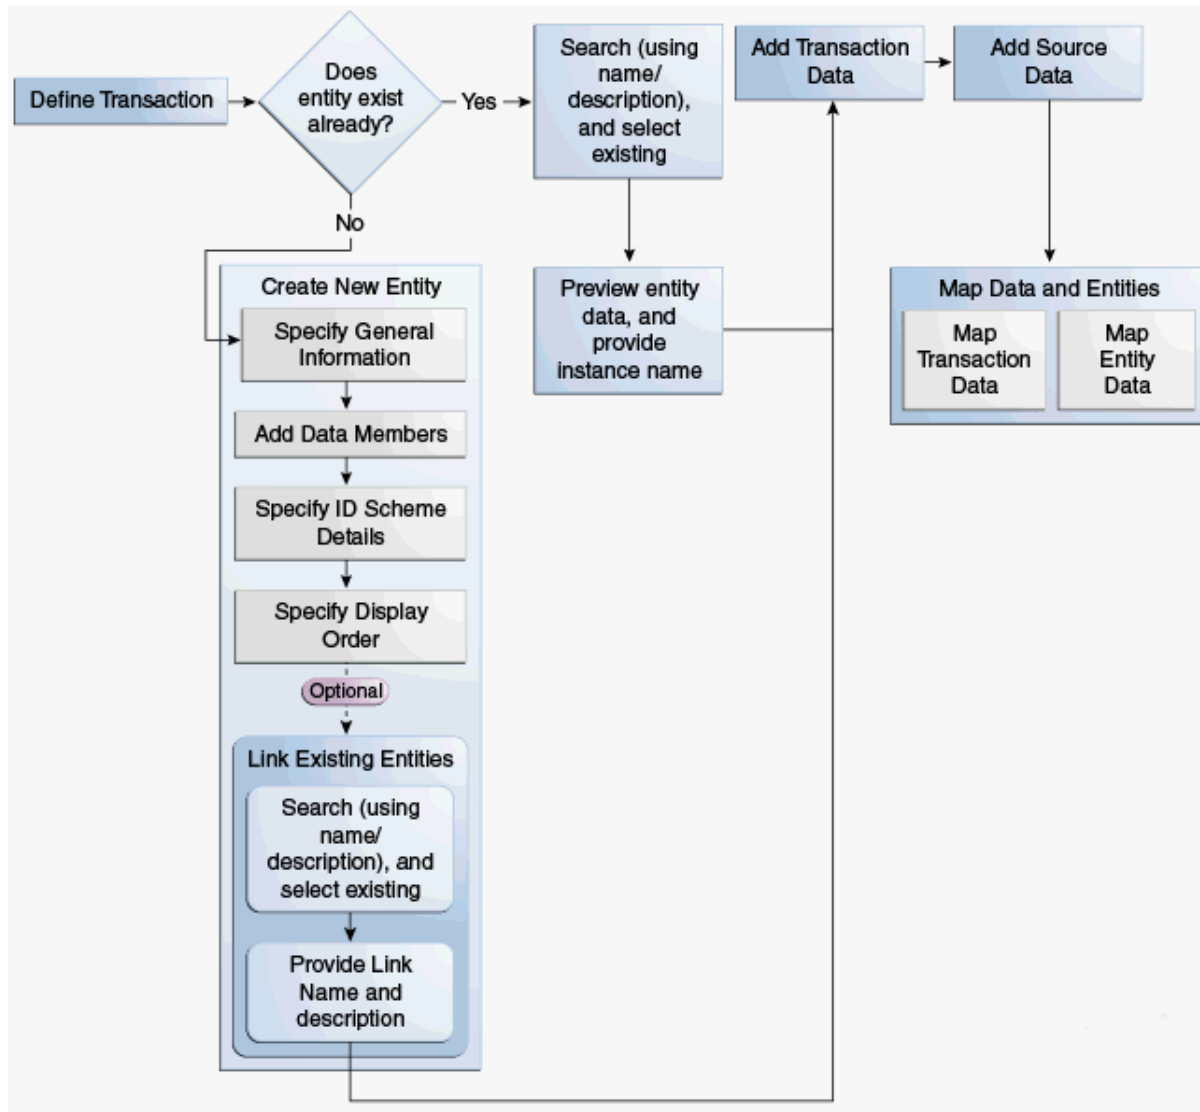 Define Transaction
Does
entity exist
already?
Yes
No
Search (using
name/
description),
and select
existing
Preview entity
data, and
provide
instance name
Add Transaction
Data
Add Source
Data
Map Data and Entities
Map
Transaction
Data
Map
Entity
Data
Create New Entity
Specify General
Information
Add Data Members
Specify ID Scheme
Details
Specify Display
Order
Optional
Link Existing Entities
Search (using
name/
description), and
select existing
Provide Link
Name and
description